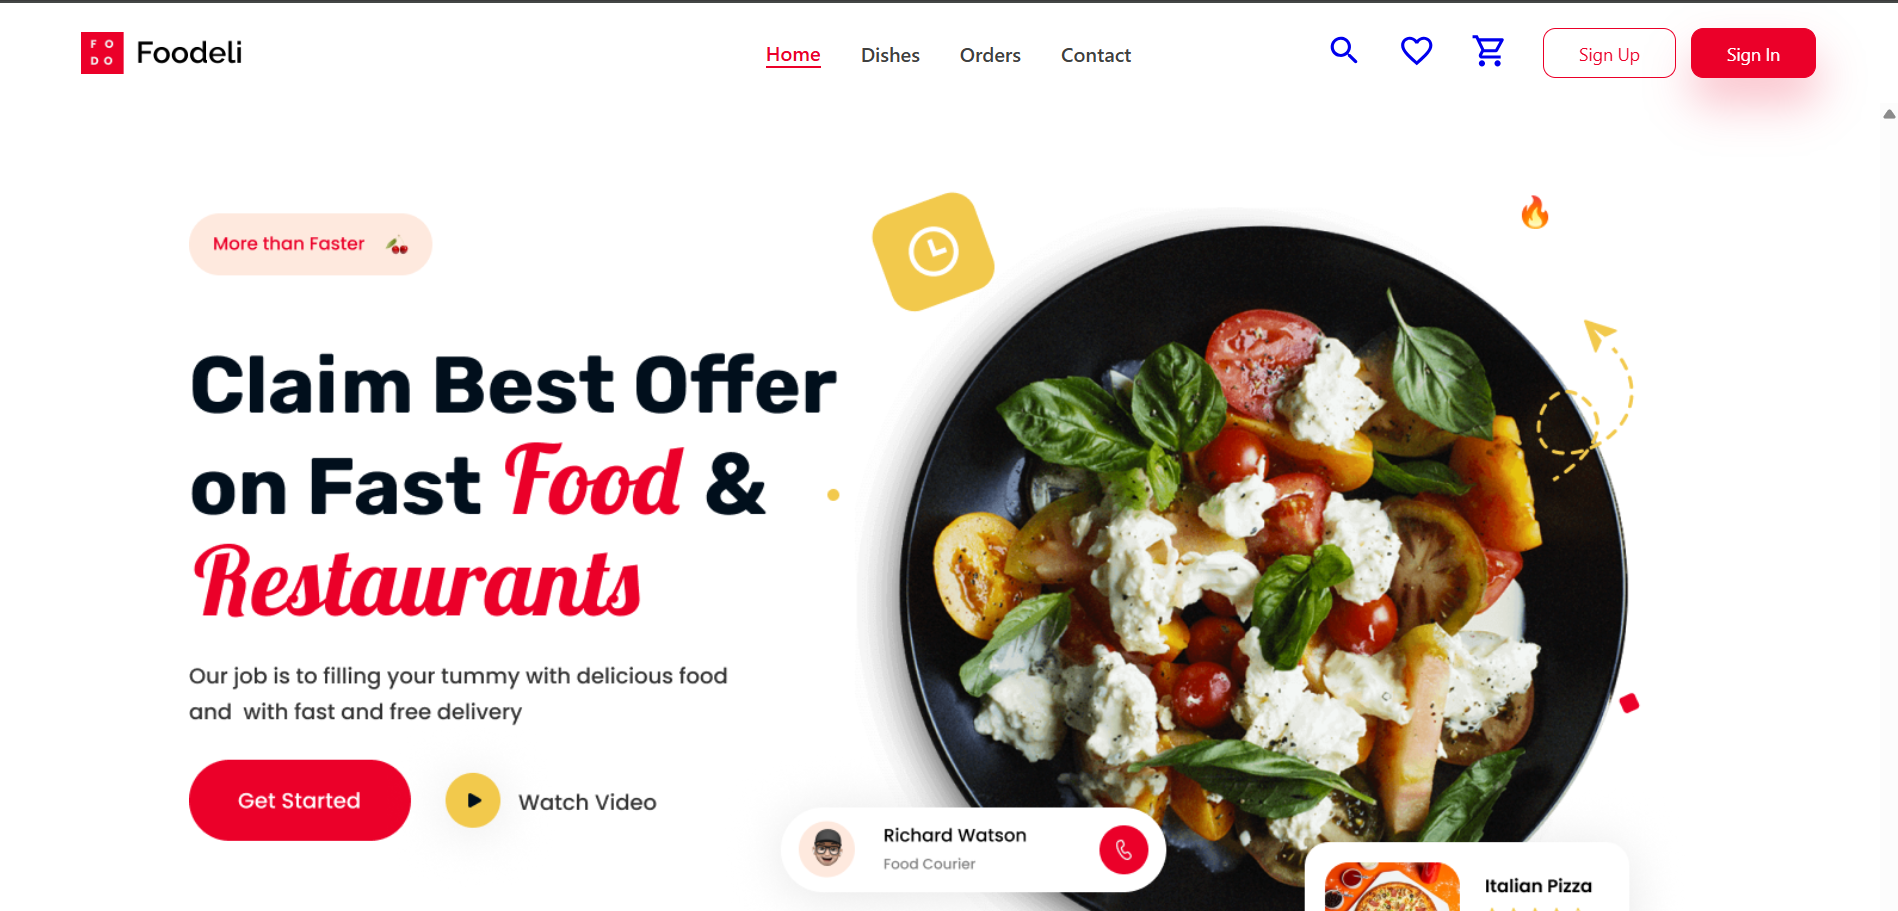 FO
DO
Foodeli
Home
Dishes
Orders
Contact
Sign Up
Sign In
More than Faster
Claim Best Offer
on Fast Food &
Restaurants
Our job is to filling your tummy with delicious food
and with fast and free delivery
Get Started
Watch Video
Richard Watson
Food Courier
Italian Pizza